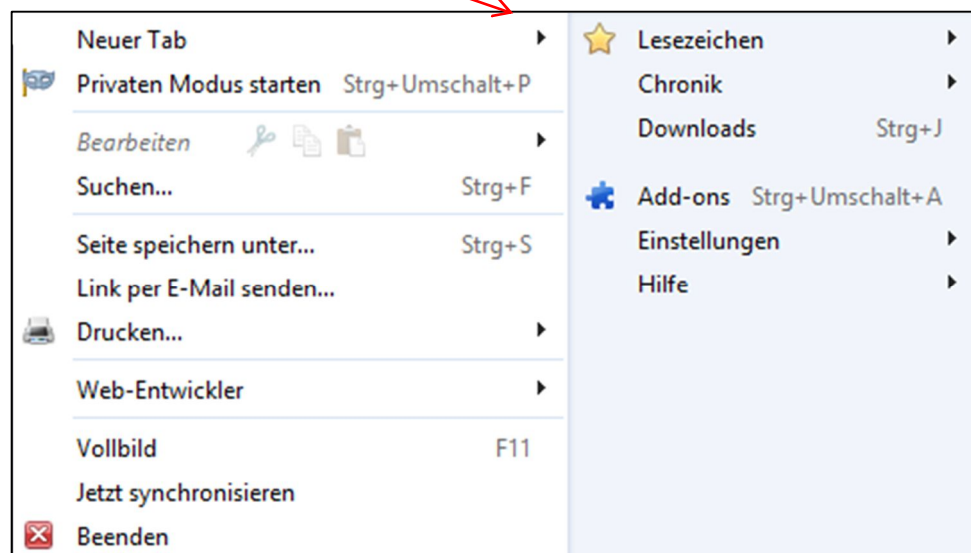 Neuer Tab
Privaten Modus starten Strg+Umschalt+P
Bearbeiten
Suchen... Strg+F
Seite speichern unter... Strg+S
Link per E-Mail senden...
Drucken...
Web-Entwickler
Vollbild F11
Jetzt synchronisieren
Beenden
Lesezeichen
Chronik
Downloads Strg+J
Add-ons Strg+Umschalt+A
Einstellungen
Hilfe